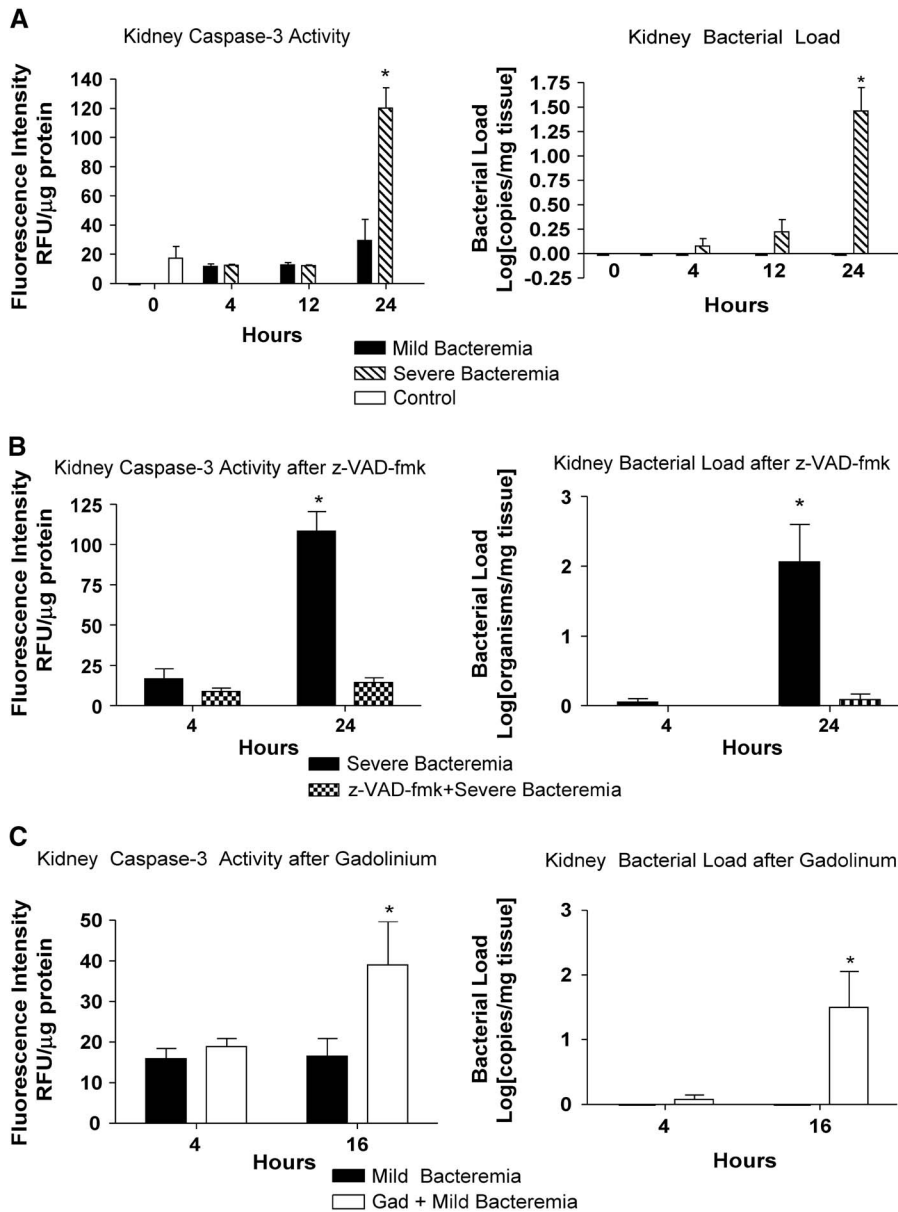 A
Kidney Caspase-3 Activity
Fluorescence Intensity
RFU/µg protein
140
120
100
80
60
40
20
0
*
0 4 12 24
Hours
Kidney Bacterial Load
Bacterial Load
Log[copies/mg tissue]
1.75
1.50
1.25
1.00
0.75
0.50
0.25
0.00
-0.25
*
0 4 12 24
Hours
Mild Bacteremia
Severe Bacteremia
Control
B
Kidney Caspase-3 Activity after z-VAD-fmk
Fluorescence Intensity
RFU/µg protein
125
100
75
50
25
0
*
4 24
Hours
Kidney Bacterial Load after z-VAD-fmk
Bacterial Load
Log[organisms/mg tissue]
3
2
1
0
*
4 24
Hours
Severe Bacteremia
z-VAD-fmk+Severe Bacteremia
C
Kidney Caspase-3 Activity after Gadolinium
Fluorescence Intensity
RFU/µg protein
50
40
30
20
10
0
*
4 16
Hours
Kidney Bacterial Load after Gadolinum
Bacterial Load
Log[copies/mg tissue]
3
2
1
0
*
4 16
Hours
Mild Bacteremia
Gad + Mild Bacteremia